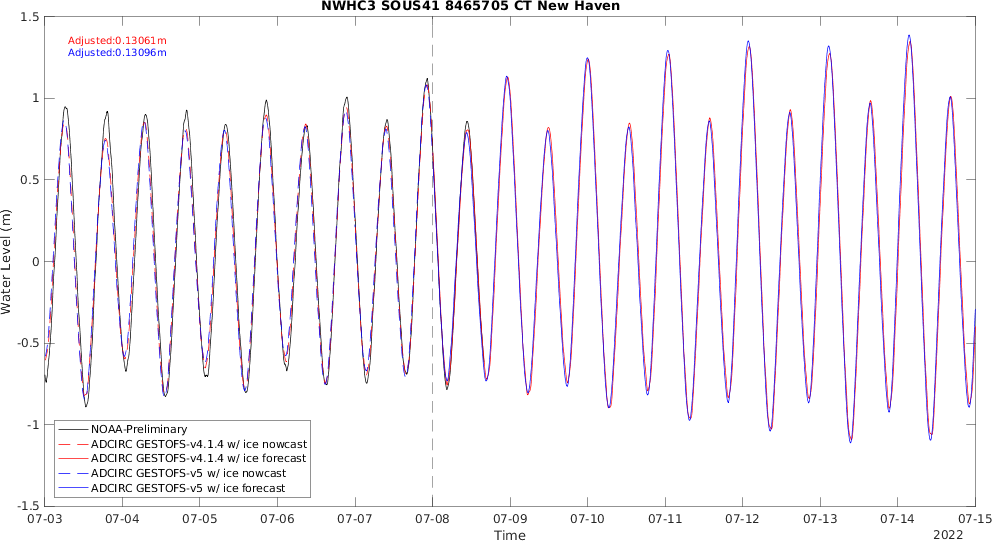 NWHC3 SOUS41 8465705 CT New Haven
1.5
Adjusted:0.13061m
Adjusted:0.13096m
1
0.5
0
-0.5
-1
-1.5
Water Level (m)
NOAA-Preliminary
ADCIRC GESTOFS-v4.1.4 w/ ice nowcast
ADCIRC GESTOFS-v4.1.4 w/ ice forecast
ADCIRC GESTOFS-v5 w/ ice nowcast
ADCIRC GESTOFS-v5 w/ ice forecast
07-03 07-04 07-05 07-06 07-07 07-08 07-09 07-10 07-11 07-12 07-13 07-14 07-15
Time
2022